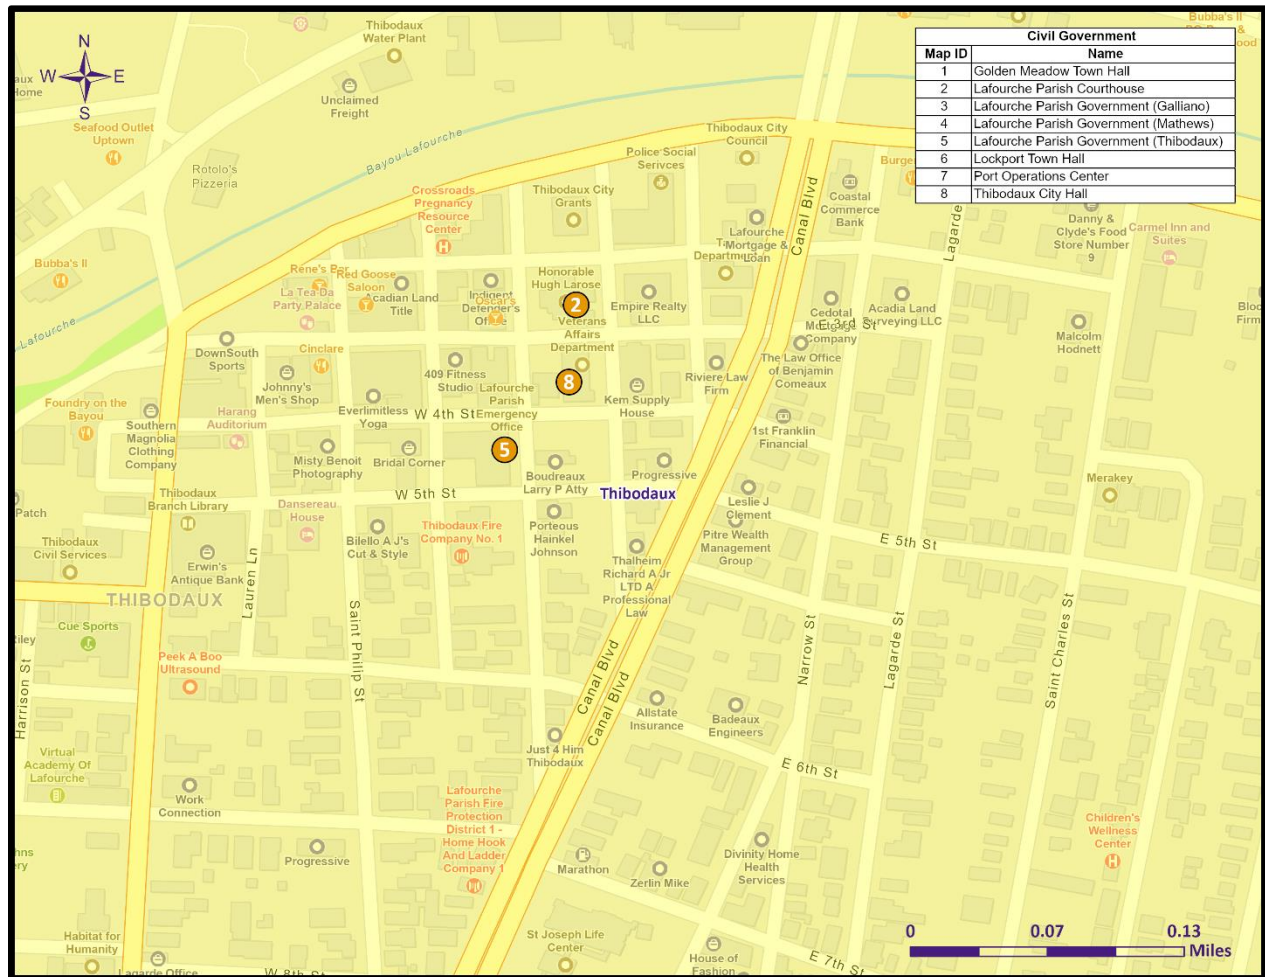 Thibodaux
Water Plant
Bubba's II
N
W
E
S
Unclaimed
Freight
Seafood Outlet
Uptown
Rotolo's
Pizzeria
Bayou Lafourche
Civil Government
Map ID Name
1 Golden Meadow Town Hall
2 Lafourche Parish Courthouse
3 Lafourche Parish Government (Galliano)
4 Lafourche Parish Government (Mathews)
5 Lafourche Parish Government (Thibodaux)
6 Lockport Town Hall
7 Port Operations Center
8 Thibodaux City Hall
Thibodaux City
Council
Police Social
Serivces
Crossroads
Pregnancy
Resource
Center
Thibodaux City
Grants
Coastal
Commerce
Bank
Canal Blvd
Lagarde
Danny &
Clyde's Food
Store Number
9
Carmel Inn and
Suites
Lafourche
Mortgage &
Loan
Department
Bubba's II
Rene's Bar
Red Goose
Saloon
La Tea Da
Party Palace
Acadian Land
Title
Indigent
Defender's
Office
Oscar's
Honorable
Hugh Larose
2
Veterans
Affairs
Department
Empire Realty
LLC
Cedotal
Mortgage
Company
E 3rd St
Acadia Land
Surveying LLC
Malcolm
Hodnett
Lafourche
DownSouth
Sports
Cinclare
Johnny's
Men's Shop
409 Fitness
Studio
Lafourche
Parish
Emergency
Office
8
Kem Supply
House
Riviere Law
Firm
The Law Office
of Benjamin
Comeaux
Foundry on the
Bayou
Southern
Magnolia
Clothing
Company
Harang
Auditorium
Everlimitless
Yoga
W 4th St
1st Franklin
Financial
Misty Benoit
Photography
Bridal Corner
5
Boudreaux
Larry P Atty
Progressive
Thibodaux
Merakey
Patch
Thibodaux
Branch Library
Dansereau
House
W 5th St
Leslie J
Clement
Thibodaux
Civil Services
Erwin's
Antique Bank
Lauren Ln
Bilello A J's
Cut & Style
Thibodaux Fire
Company No. 1
Porteous
Hainkel
Johnson
Thalheim
Richard A Jr
LTD A
Professional
Law
Pitre Wealth
Management
Group
E 5th St
THIBODAUX
Cue Sports
Saint Philip St
Narrow St
Lagarde St
Saint Charles St
Peek A Boo
Ultrasound
Harrison St
Canal Blvd
Canal Blvd
Allstate
Insurance
Badeaux
Engineers
Virtual
Academy Of
Lafourche
Just 4 Him
Thibodaux
E 6th St
Work
Connection
Lafourche
Parish Fire
Protection
District 1 -
Home Hook
And Ladder
Company 1
Children's
Wellness
Center
Progressive
Marathon
Zerlin Mike
Divinity Home
Health
Services
Habitat for
Humanity
Lagarde Office
W 8th St
St Joseph Life
Center
House of
Fashion
E 7th St
0 0.07 0.13
Miles